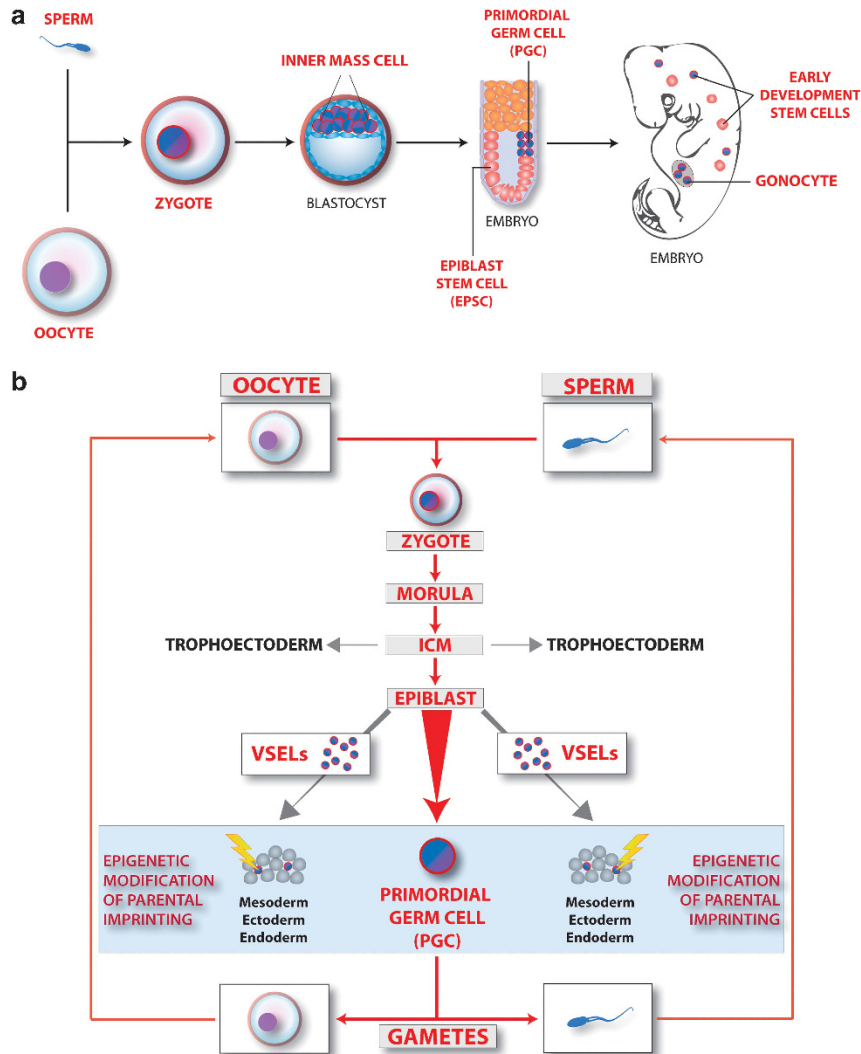 a
SPERM
OOCYTE
ZYGOTE
INNER MASS CELL
BLASTOCYST
PRIMORDIAL
GERM CELL
(PGC)
EMBRYO
EPIBLAST
STEM CELL
(EPSC)
EARLY
DEVELOPMENT
STEM CELLS
GONOCYTE
EMBRYO
b
OOCYTE
SPERM
ZYGOTE
MORULA
TROPHOECTODERM
ICM
TROPHOECTODERM
EPIBLAST
VSELs
VSELs
EPIGENETIC
MODIFICATION
OF PARENTAL
IMPRINTING
Mesoderm
Ectoderm
Endoderm
PRIMORDIAL
GERM CELL
(PGC)
Mesoderm
Ectoderm
Endoderm
EPIGENETIC
MODIFICATION
OF PARENTAL
IMPRINTING
GAMETES